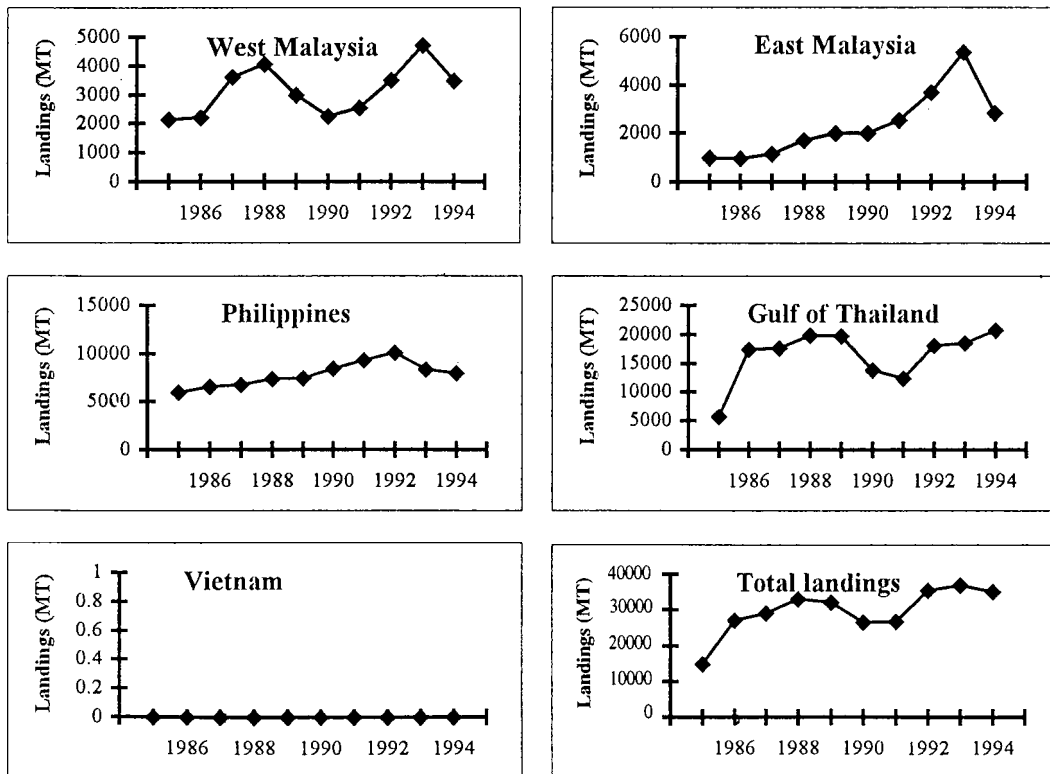 West Malaysia
Landings (MT)
5000
4000
3000
2000
1000
0
1986 1988 1990 1992 1994
East Malaysia
Landings (MT)
6000
4000
2000
0
1986 1988 1990 1992 1994
Philippines
Landings (MT)
15000
10000
5000
0
1986 1988 1990 1992 1994
Gulf of Thailand
Landings (MT)
25000
20000
15000
10000
5000
0
1986 1988 1990 1992 1994
Vietnam
Landings (MT)
1
0.8
0.6
0.4
0.2
0
1986 1988 1990 1992 1994
Total landings
Landings (MT)
40000
30000
20000
10000
0
1986 1988 1990 1992 1994